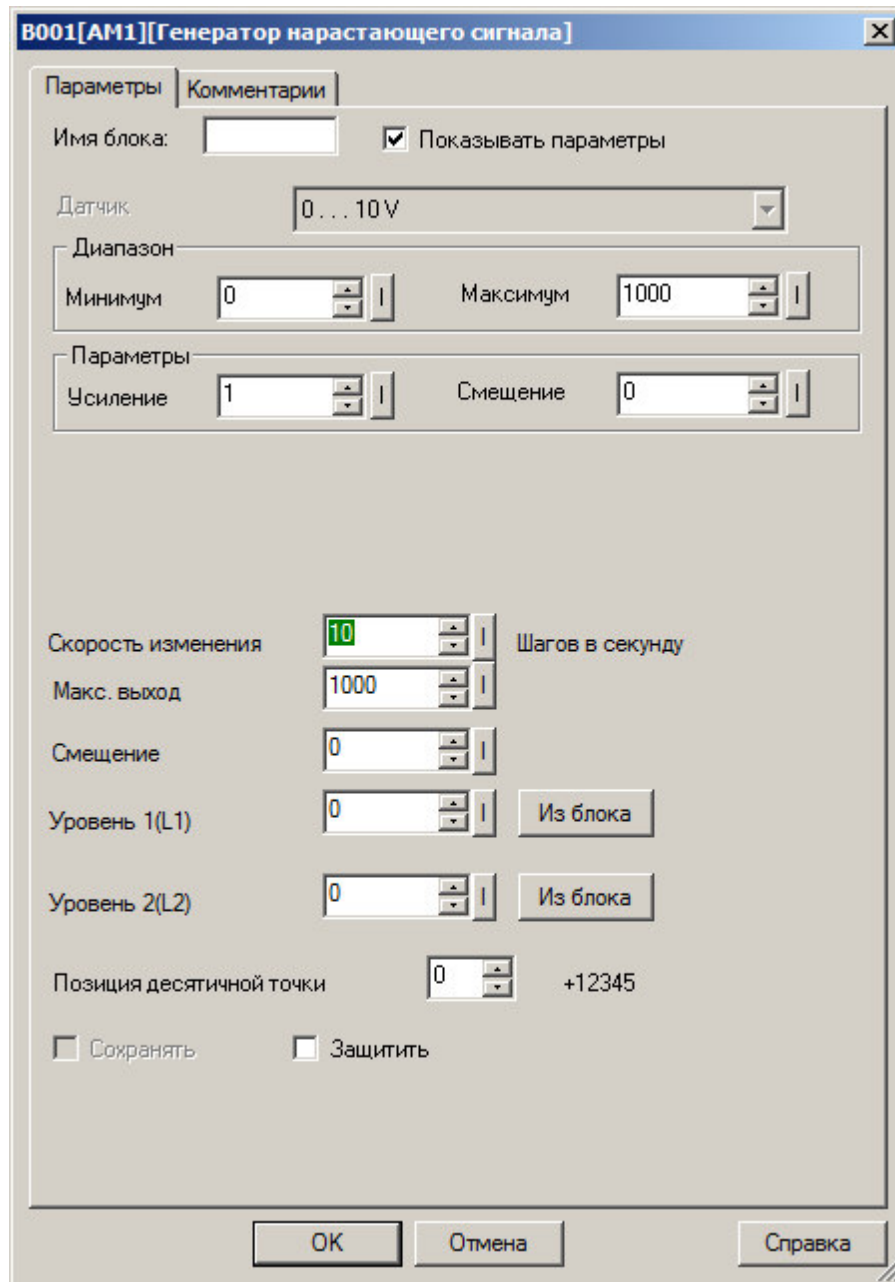 B001[AM1][Генератор нарастающего сигнала]
Параметры Комментарии
Имя блока: Показывать параметры
Датчик 0...10V
Диапазон
Минимум 0 I Максимум 1000 I
Параметры
Усиление 1 I Смещение 0 I
Скорость изменения 10 I Шагов в секунду
Макс. выход 1000 I
Смещение 0 I
Уровень 1(L1) 0 I Из блока
Уровень 2(L2) 0 I Из блока
Позиция десятичной точки 0 +12345
Сохранять Защитить
OK Отмена Справка